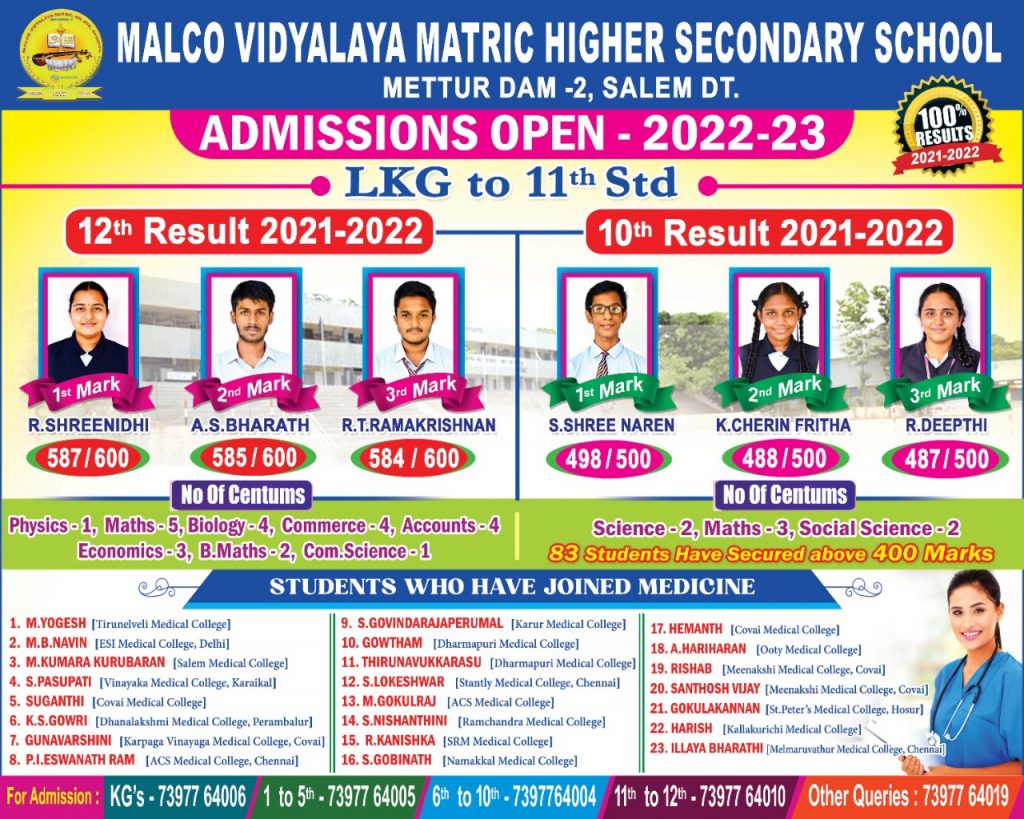 MALCO VIDYALAYA MATRIC HIGHER SECONDARY SCHOOL
METTUR DAM -2, SALEM DT.
ADMISSIONS OPEN - 2022-23
100%
RESULTS
2021-2022
LKG to 11th Std
12th Result 2021-2022
1st Mark
2nd Mark
3rd Mark
R.SHREENIDHI
A.S.BHARATH
R.T.RAMAKRISHNAN
587 / 600
585 / 600
584 / 600
No Of Centums
Physics - 1, Maths - 5, Biology - 4, Commerce - 4, Accounts - 4
Economics - 3, B.Maths - 2, Com.Science - 1
10th Result 2021-2022
1st Mark
2nd Mark
3rd Mark
S.SHREE NAREN
K.CHERIN FRITHA
R.DEEPTHI
498 / 500
488 / 500
487 / 500
No Of Centums
Science - 2, Maths - 3, Social Science - 2
83 Students Have Secured above 400 Marks
STUDENTS WHO HAVE JOINED MEDICINE
1. M.YOGESH [Tirunelveli Medical College]
2. M.B.NAVIN [ESI Medical College, Delhi]
3. M.KUMARA KURUBARAN [Salem Medical College]
4. S.PASUPATI [Vinayaka Medical College, Karaikal]
5. SUGANTHI [Covai Medical College]
6. K.S.GOWRI [Dhanalakshmi Medical College, Perambalur]
7. GUNAVARSHINI [Karpaga Vinayaga Medical College, Covai]
8. P.I.ESWANATH RAM [ACS Medical College, Chennai]
9. S.GOVINDARAJAPERUMAL [Karur Medical College]
10. GOWTHAM [Dharmapuri Medical College]
11. THIRUNAVUKKARASU [Dharmapuri Medical College]
12. S.LOKESHWAR [Stantly Medical College, Chennai]
13. M.GOKULRAJ [ACS Medical College]
14. S.NISHANTHINI [Ramchandra Medical College]
15. R.KANISHKA [SRM Medical College]
16. S.GOBINATH [Namakkal Medical College]
17. HEMANTH [Covai Medical College]
18. A.HARIHARAN [Ooty Medical College]
19. RISHAB [Meenakshi Medical College, Covai]
20. SANTHOSH VIJAY [Meenakshi Medical College, Covai]
21. GOKULAKANNAN [St.Peter's Medical College, Hosur]
22. HARISH [Kallakurichi Medical College]
23. ILLAYA BHARATHI [Melmaruvathur Medical College, Chennai]
For Admission : KG's - 73977 64006 1 to 5th - 73977 64005 6th to 10th - 7397764004 11th to 12th - 73977 64010 Other Queries : 73977 64019